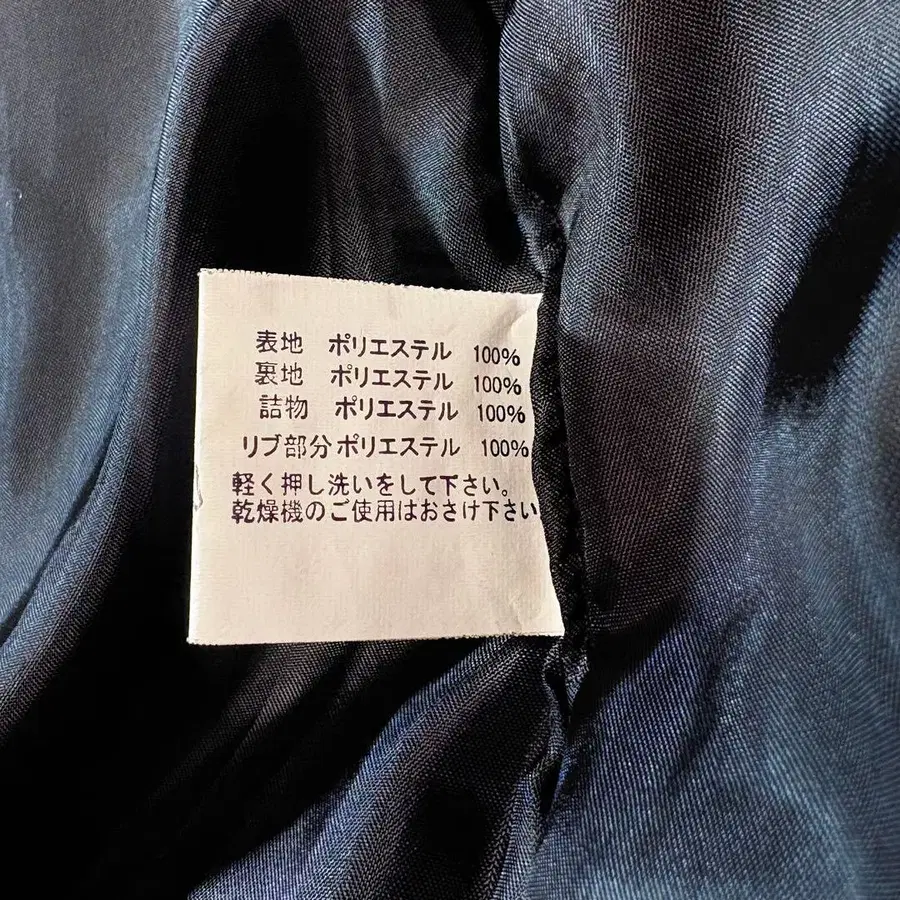 表地 ポリエステル 100%
裏地 ポリエステル 100%
詰物 ポリエステル 100%
リブ部分 ポリエステル 100%
軽く押し洗いをして下さい。
乾燥機のご使用はおさけ下さい